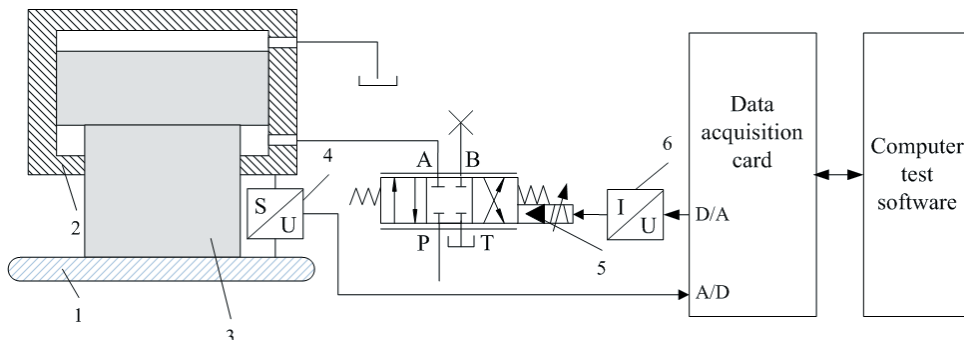 A
B
P
T
S
U
I
U
D/A
A/D
Data
acquisition
card
Computer
test
software
1
2
3
4
5
6